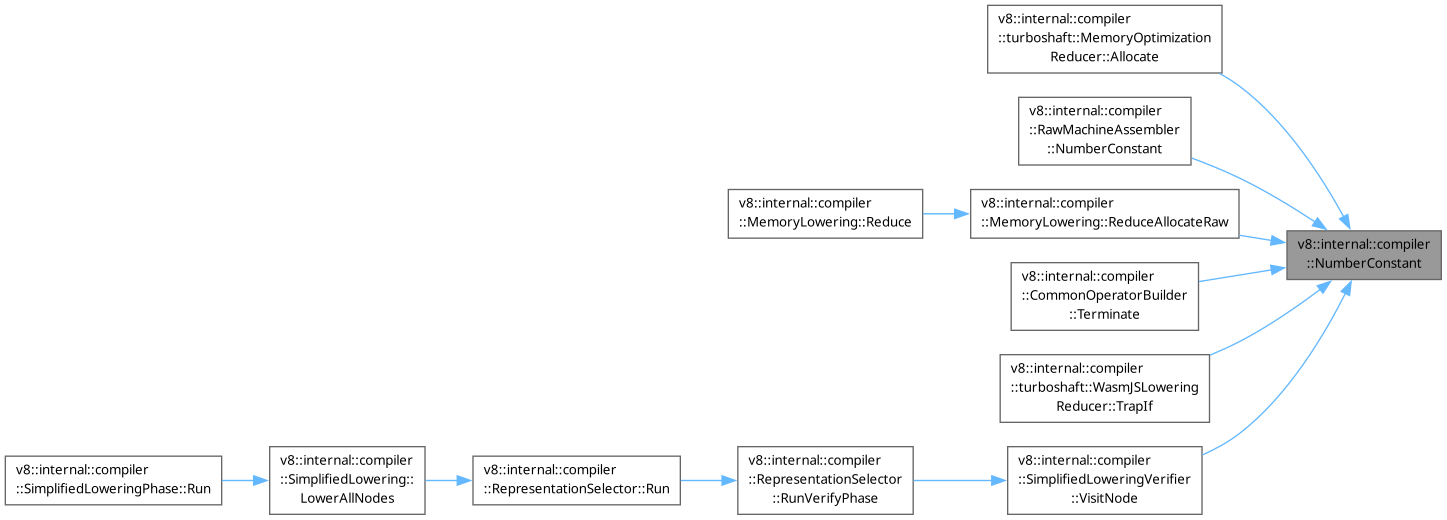 v8::internal::compiler
::turboshaft::MemoryOptimization
Reducer::Allocate
v8::internal::compiler
::RawMachineAssembler
::NumberConstant
v8::internal::compiler
::MemoryLowering::Reduce
v8::internal::compiler
::MemoryLowering::ReduceAllocateRaw
v8::internal::compiler
::NumberConstant
v8::internal::compiler
::CommonOperatorBuilder
::Terminate
v8::internal::compiler
::turboshaft::WasmJSLowering
Reducer::TrapIf
v8::internal::compiler
::SimplifiedLoweringPhase::Run
v8::internal::compiler
::SimplifiedLowering::
LowerAllNodes
v8::internal::compiler
::RepresentationSelector::Run
v8::internal::compiler
::RepresentationSelector
::RunVerifyPhase
v8::internal::compiler
::SimplifiedLoweringVerifier
::VisitNode